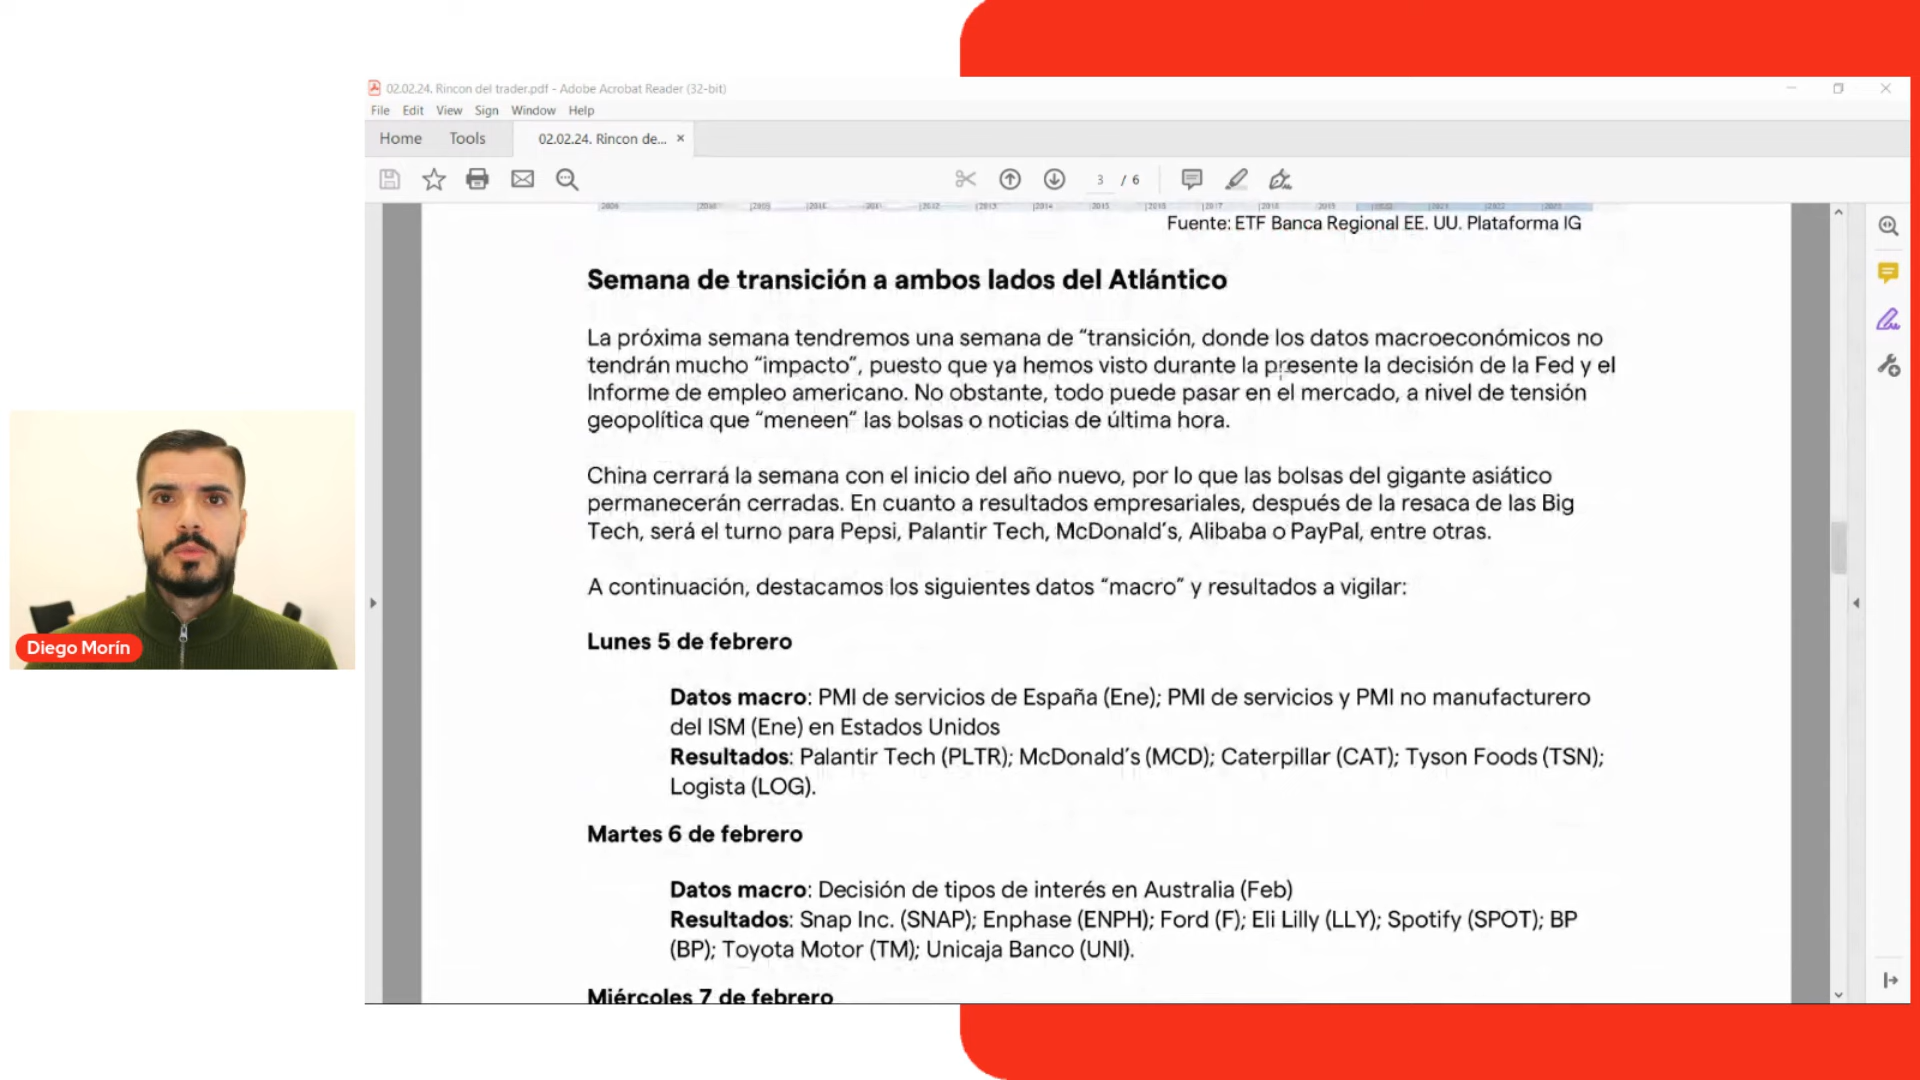 02.02.24. Rincon del trader.pdf - Adobe Acrobat Reader (32-bit)
File Edit View Sign Window Help
Home Tools 02.02.24. Rincon de... ×
3 / 6
2012 2013 2014 2015 2017 2018 2019
Fuente: ETF Banca Regional EE. UU. Plataforma IG
Semana de transición a ambos lados del Atlántico
La próxima semana tendremos una semana de “transición, donde los datos macroeconómicos no
tendrán mucho “impacto”, puesto que ya hemos visto durante la presente la decisión de la Fed y el
Informe de empleo americano. No obstante, todo puede pasar en el mercado, a nivel de tensión
geopolítica que “meneen” las bolsas o noticias de última hora.
China cerrará la semana con el inicio del año nuevo, por lo que las bolsas del gigante asiático
permanecerán cerradas. En cuanto a resultados empresariales, después de la resaca de las Big
Tech, será el turno para Pepsi, Palantir Tech, McDonald´s, Alibaba o PayPal, entre otras.
A continuación, destacamos los siguientes datos “macro” y resultados a vigilar:
Lunes 5 de febrero
Datos macro: PMI de servicios de España (Ene); PMI de servicios y PMI no manufacturero
del ISM (Ene) en Estados Unidos
Resultados: Palantir Tech (PLTR); McDonald´s (MCD); Caterpillar (CAT); Tyson Foods (TSN);
Logista (LOG).
Martes 6 de febrero
Datos macro: Decisión de tipos de interés en Australia (Feb)
Resultados: Snap Inc. (SNAP); Enphase (ENPH); Ford (F); Eli Lilly (LLY); Spotify (SPOT); BP
(BP); Toyota Motor (TM); Unicaja Banco (UNI).
Miércoles 7 de febrero
Diego Morín